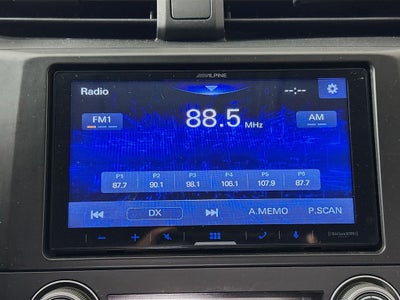 ALPINE
Radio
--:--
FM1
88.5 MHz
AM
P1 P2 P3 P4 P5 P6
87.7 90.1 98.1 106.1 107.9 87.7
DX A.MEMO P.SCAN